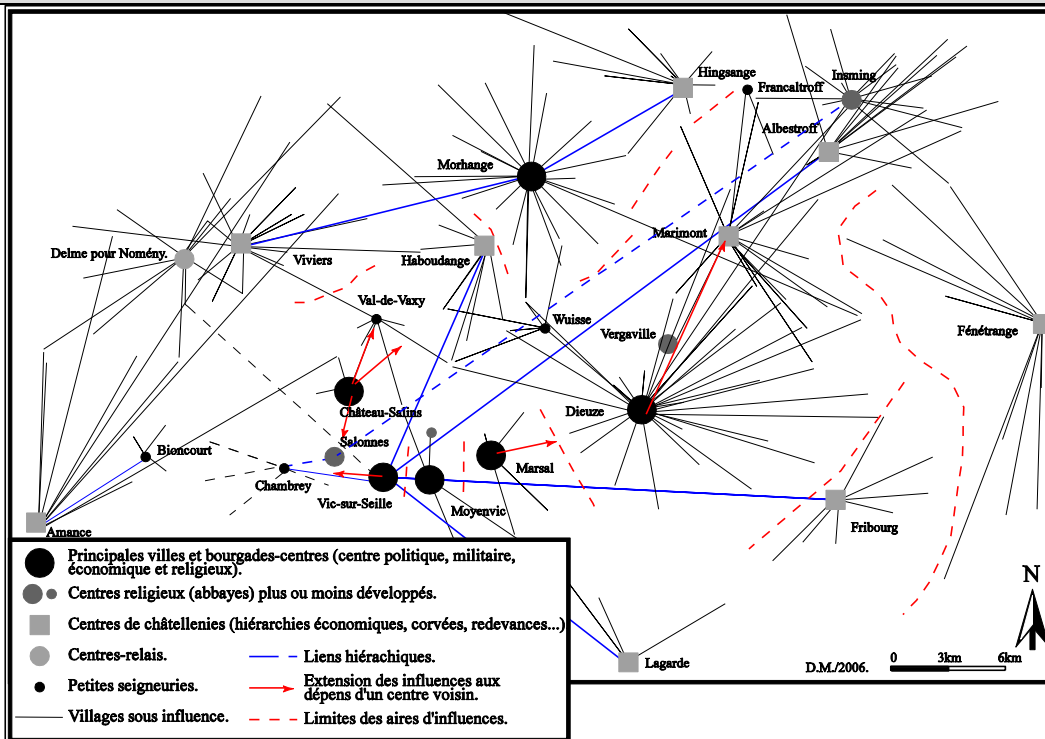 Hingsange
Francaltroff
Insming
Albestroff
Morhange
Marimont
Delme pour Nomény.
Viviers
Haboudange
Val-de-Vaxy
Wuisse
Vergaville
Fénétrange
Château-Salins
Dieuze
Salonnes
Bioncourt
Marsal
Chambrey
Vic-sur-Seille
Moyenvic
Fribourg
Amance
Principales villes et bourgades-centres (centre politique, militaire,
économique et religieux).
Centres religieux (abbayes) plus ou moins développés.
Centres de châtellenies (hiérarchies économiques, corvées, redevances...)
Centres-relais.
Liens hiérachiques.
Petites seigneuries.
Extension des influences aux
dépens d'un centre voisin.
Villages sous influence.
Limites des aires d'influences.
Lagarde
D.M./2006.
0 3km 6km
N